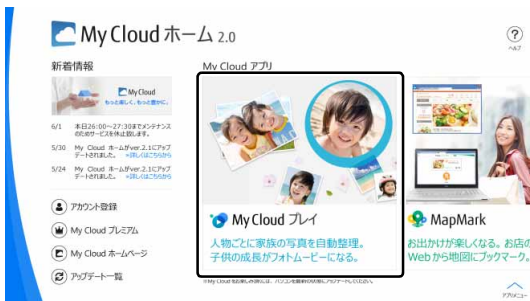 My Cloud ホーム 2.0
ヘルプ
新着情報
My Cloud アプリ
My Cloud
もっと楽しく、もっと豊かに。
6/1 本日26:00~27:30までメンテナンス
のためサービスを休止致します。
5/30 My Cloud ホームがver.2.1にアップ
デートされました。 »詳しくはこちらから
5/24 My Cloud ホームがver.2.1にアップ
デートされました。 »詳しくはこちらから
アカウント登録
My Cloud プレミアム
My Cloud ホームページ
アップデート一覧
My Cloud プレイ
人物ごとに家族の写真を自動整理。
子供の成長がフォトムービーになる。
MapMark
お出かけが楽しくなる。お店の
Webから地図にブックマーク。